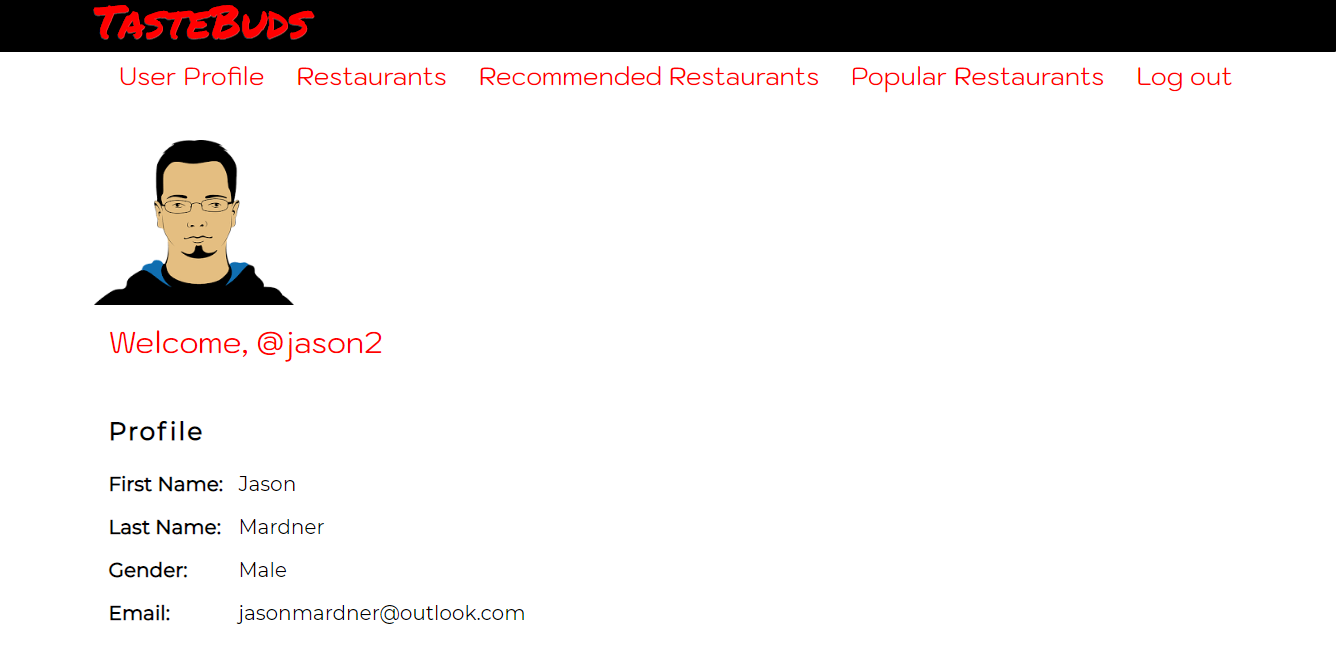 TasteBuds
User Profile Restaurants Recommended Restaurants Popular Restaurants Log out
Welcome, @jason2
Profile
First Name: Jason
Last Name: Mardner
Gender: Male
Email: jasonmardner@outlook.com